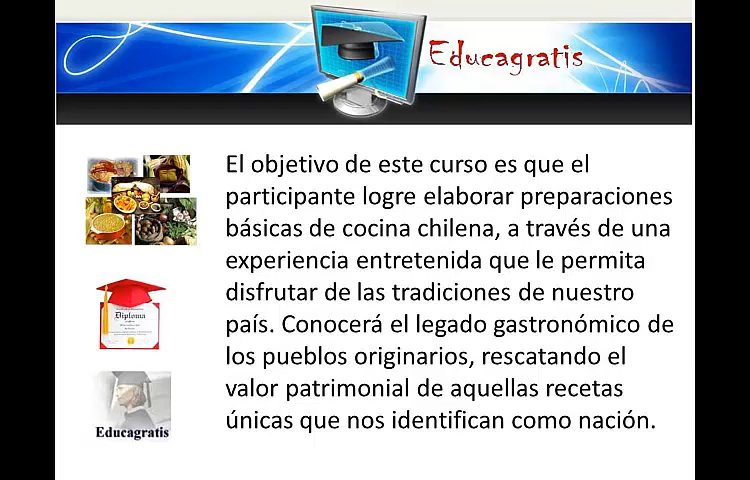 Educagratis
El objetivo de este curso es que el
participante logre elaborar preparaciones
básicas de cocina chilena, a través de una
experiencia entretenida que le permita
disfrutar de las tradiciones de nuestro
país. Conocerá el legado gastronómico de
los pueblos originarios, rescatando el
valor patrimonial de aquellas recetas
únicas que nos identifican como nación.
Diploma
Educagratis